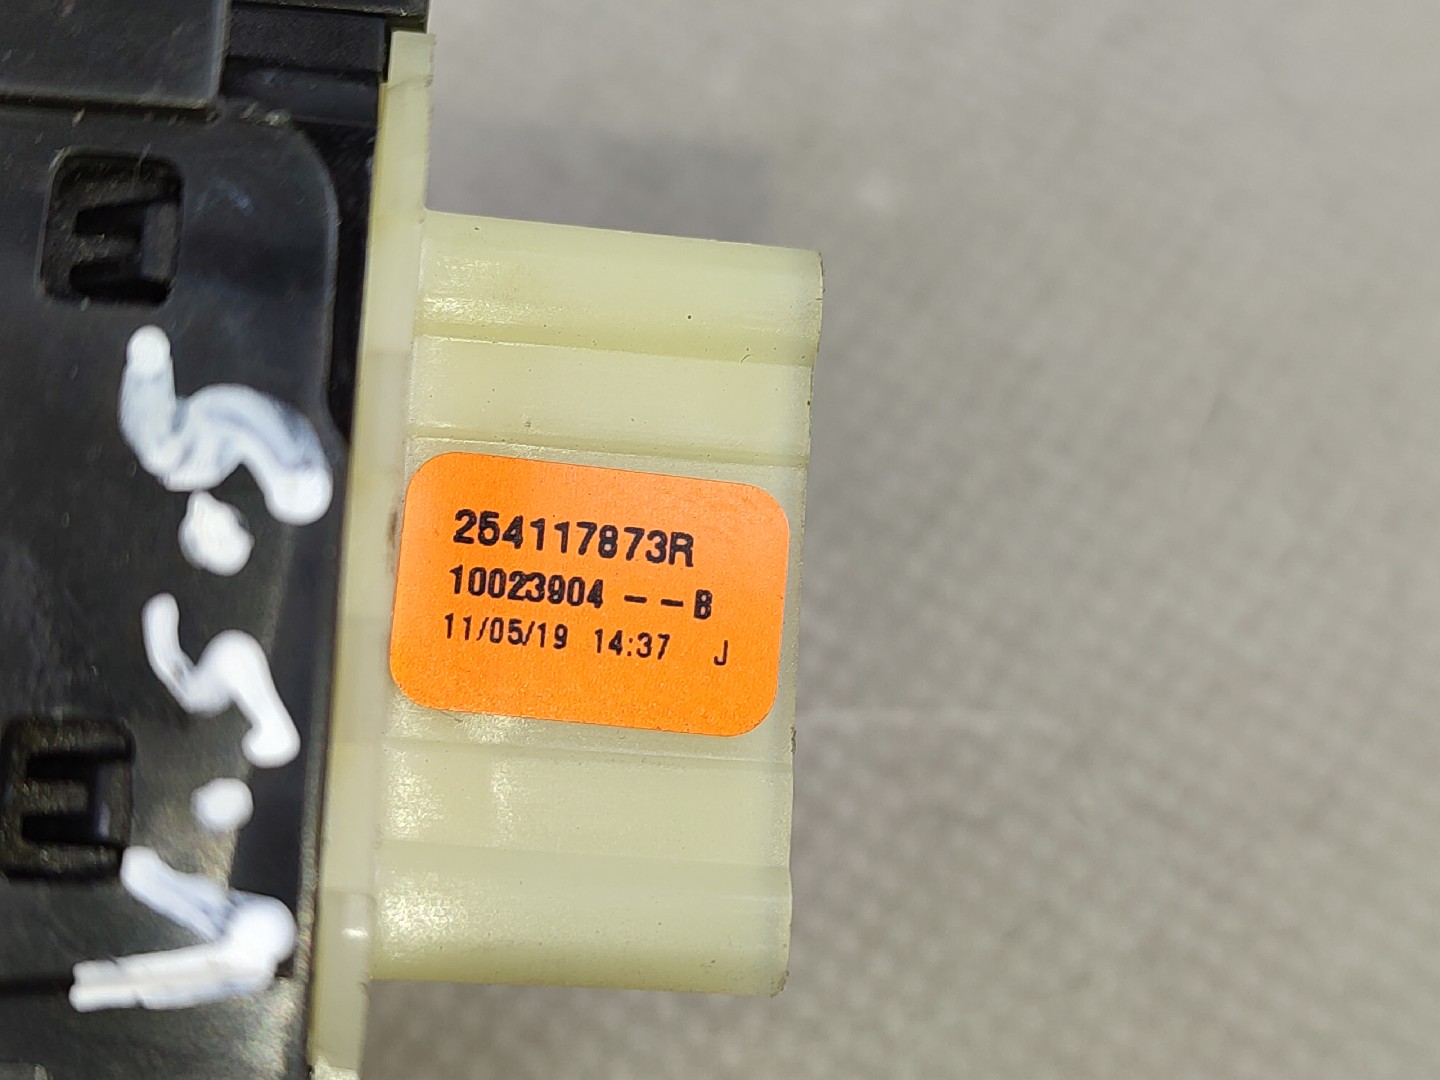 254117873R
10023904 -- B
11/05/19 14:37 J